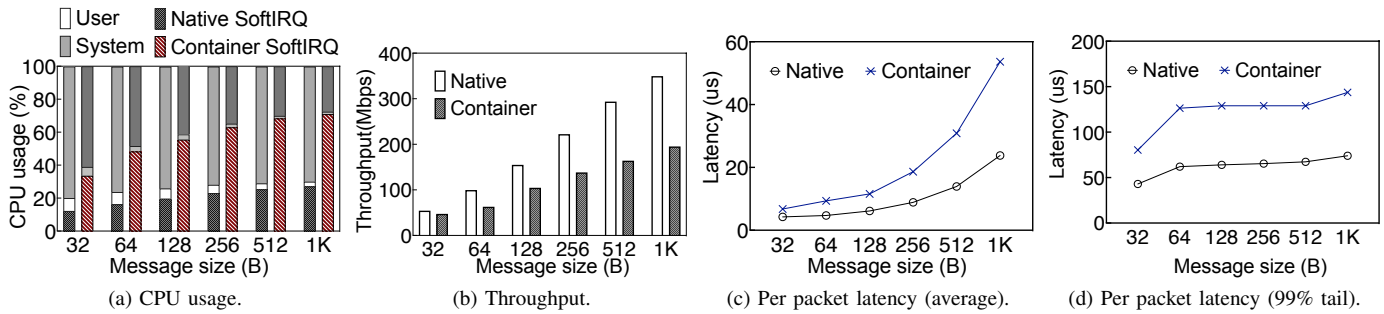 User
Native SoftIRQ
System
Container SoftIRQ
CPU usage (%)
100
80
60
40
20
0
32 64 128 256 512 1K
Message size (B)
(a) CPU usage.
Throughput(Mbps)
400
300
200
100
0
Native
Container
32 64 128 256 512 1K
Message size (B)
(b) Throughput.
Latency (us)
60
40
20
0
Native Container
32 64 128 256 512 1K
Message size (B)
(c) Per packet latency (average).
Latency (us)
200
150
100
50
0
Native Container
32 64 128 256 512 1K
Message size (B)
(d) Per packet latency (99% tail).